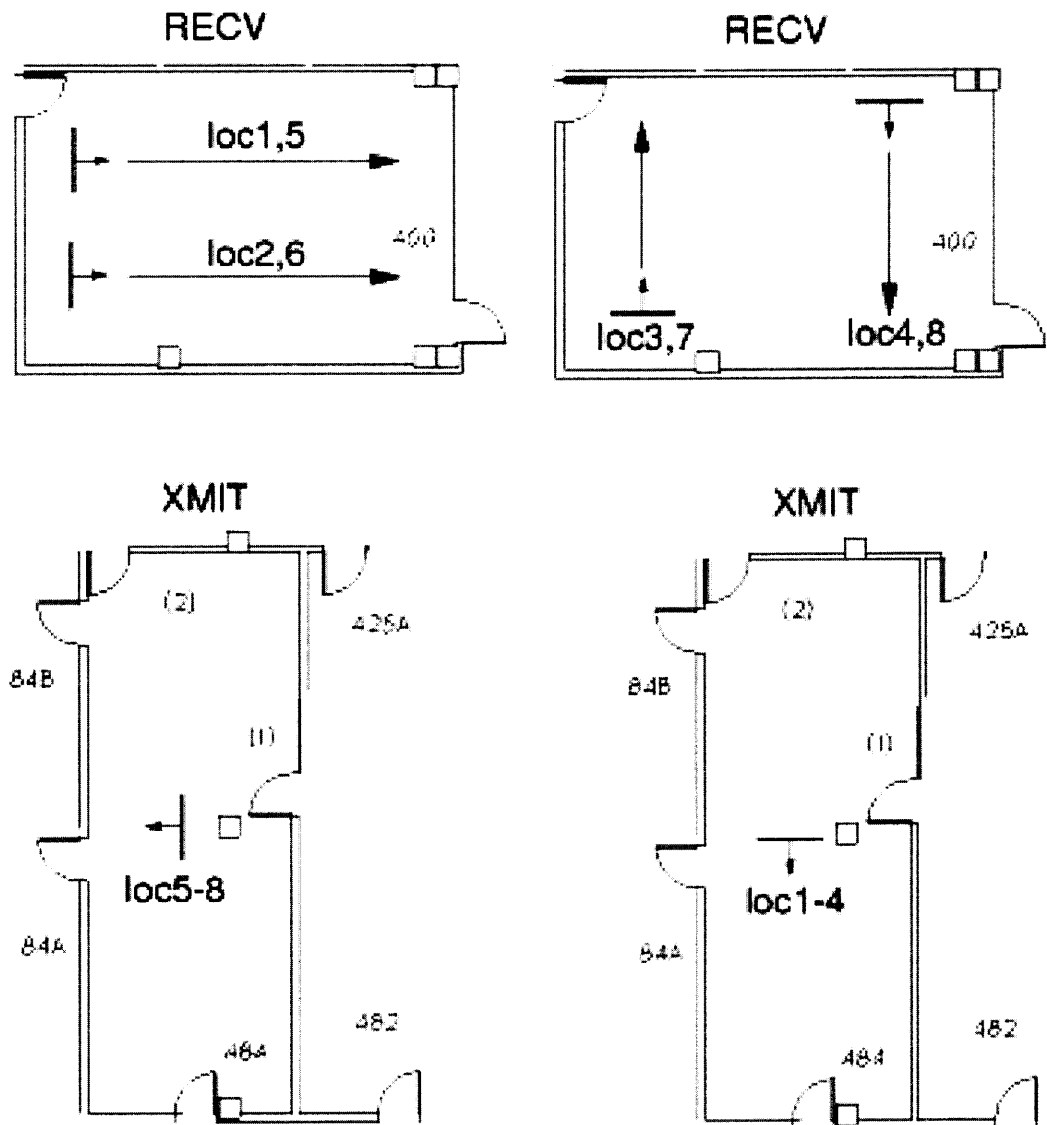 RECV
RECV
loc1,5
loc2,6
400
400
loc3,7
loc4,8
XMIT
XMIT
(2)
426A
84B
(1)
loc5-8
84A
482
484
(2)
426A
84B
(1)
loc1-4
84A
482
484